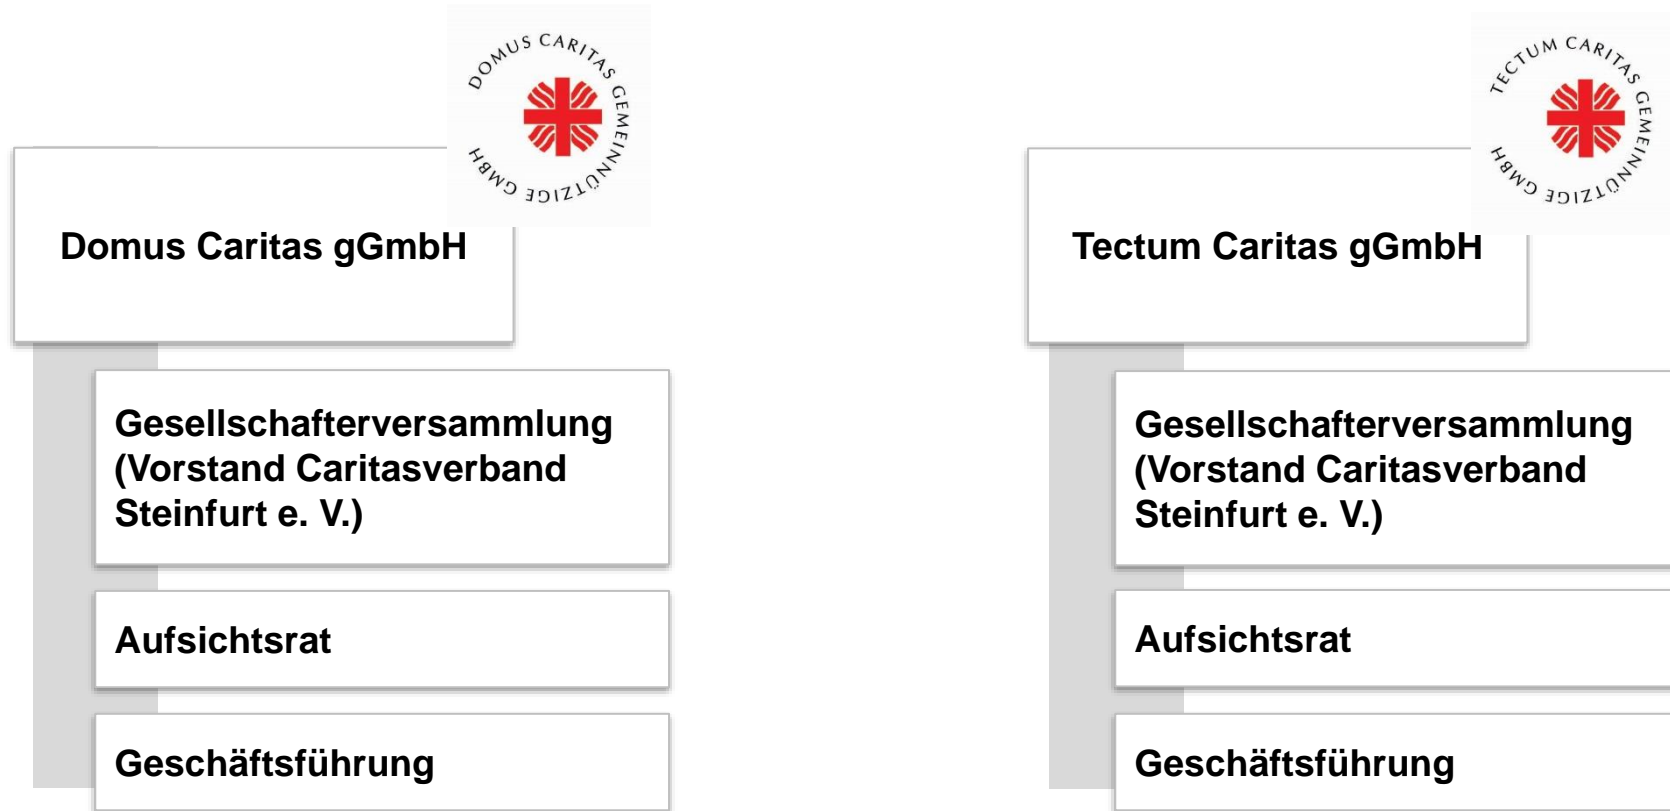 DOMUS CARITAS GEMEINNÜTZIGE GMBH
Domus Caritas gGmbH
Gesellschafterversammlung
(Vorstand Caritasverband
Steinfurt e. V.)
Aufsichtsrat
Geschäftsführung
TECTUM CARITAS GEMEINNÜTZIGE GMBH
Tectum Caritas gGmbH
Gesellschafterversammlung
(Vorstand Caritasverband
Steinfurt e. V.)
Aufsichtsrat
Geschäftsführung